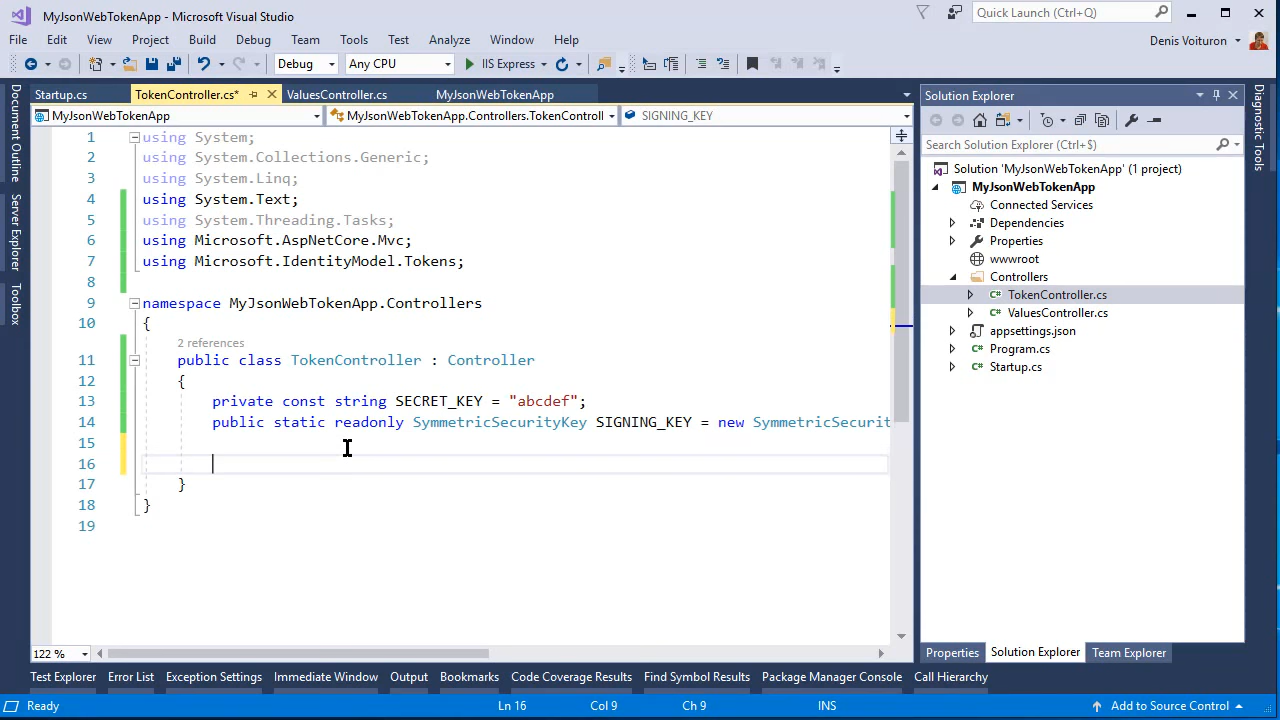 MyJsonWebTokenApp - Microsoft Visual Studio
Quick Launch (Ctrl+Q)
File Edit View Project Build Debug Team Tools Test Analyze Window Help
Denis Voituron
Debug Any CPU IIS Express
Startup.cs TokenController.cs* ValuesController.cs MyJsonWebTokenApp
MyJsonWebTokenApp MyJsonWebTokenApp.Controllers.TokenControll SIGNING_KEY
Document Outline
Server Explorer
Toolbox
1 using System;
2 using System.Collections.Generic;
3 using System.Linq;
4 using System.Text;
5 using System.Threading.Tasks;
6 using Microsoft.AspNetCore.Mvc;
7 using Microsoft.IdentityModel.Tokens;
8
9 namespace MyJsonWebTokenApp.Controllers
10 {
2 references
11 public class TokenController : Controller
12 {
13 private const string SECRET_KEY = "abcdef";
14 public static readonly SymmetricSecurityKey SIGNING_KEY = new SymmetricSecurit
15
16
17 }
18 }
19
122 %
Solution Explorer
Search Solution Explorer (Ctrl+$)
Solution 'MyJsonWebTokenApp' (1 project)
MyJsonWebTokenApp
Connected Services
Dependencies
Properties
wwwroot
Controllers
TokenController.cs
ValuesController.cs
appsettings.json
Program.cs
Startup.cs
Properties Solution Explorer Team Explorer
Diagnostic Tools
Test Explorer Error List Exception Settings Immediate Window Output Bookmarks Code Coverage Results Find Symbol Results Package Manager Console Call Hierarchy
Ready Ln 16 Col 9 Ch 9 INS Add to Source Control